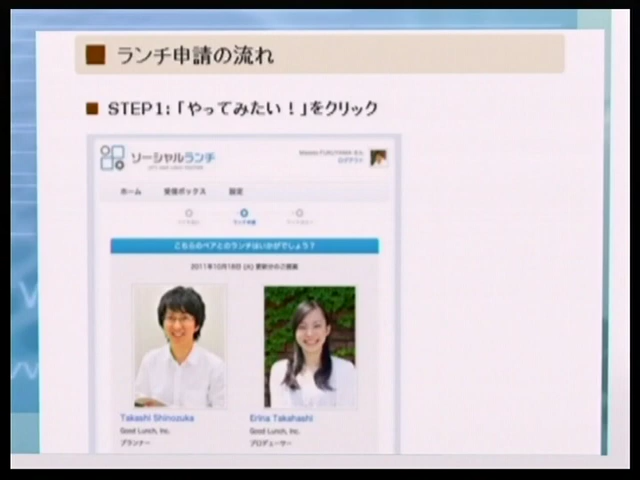 ランチ申請の流れ
STEP1:「やってみたい！」をクリック
ソーシャルランチ
ホーム 受信ボックス 設定
こちらのペアとのランチはいかがでしょう？
2011年10月18日 (火) 更新分のご提案
Takashi Shinozuka Erina Takahashi
Good Lunch, Inc. Good Lunch, Inc.
プランナー プロデューサー